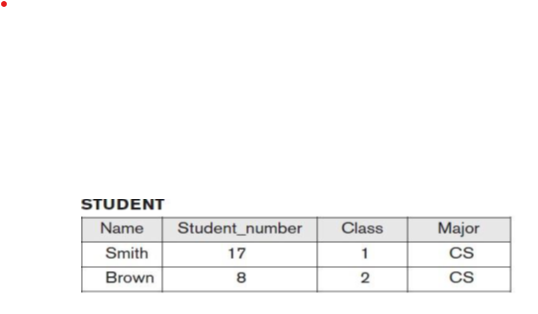 STUDENT
Name Student_number Class Major
Smith 17 1 CS
Brown 8 2 CS